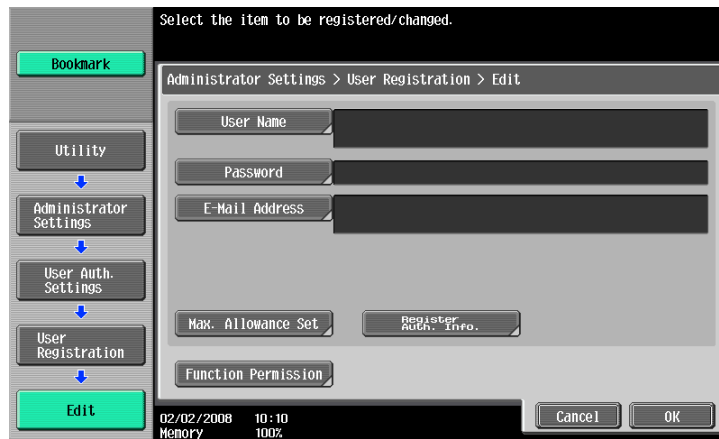 Select the item to be registered/changed.
Bookmark
Administrator Settings > User Registration > Edit
User Name
Utility
Password
Administrator
Settings
E-Mail Address
User Auth.
Settings
Max. Allowance Set
Register
Auth. Info.
User
Registration
Function Permission
Edit
Cancel
OK
02/02/2008 10:10
Memory 100%